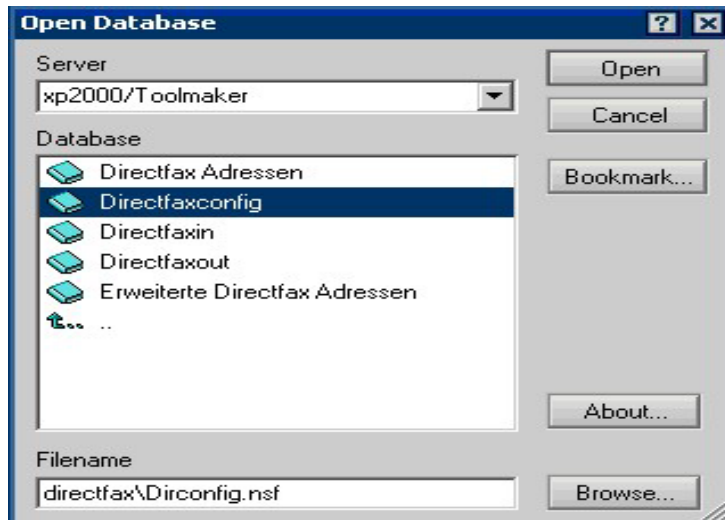 Open Database
Server
xp2000/Toolmaker
Open
Cancel
Database
Directfax Adressen
Directfaxconfig
Directfaxin
Directfaxout
Erweiterte Directfax Adressen
..
Bookmark...
About...
Filename
directfax\Dirconfig.nsf
Browse...